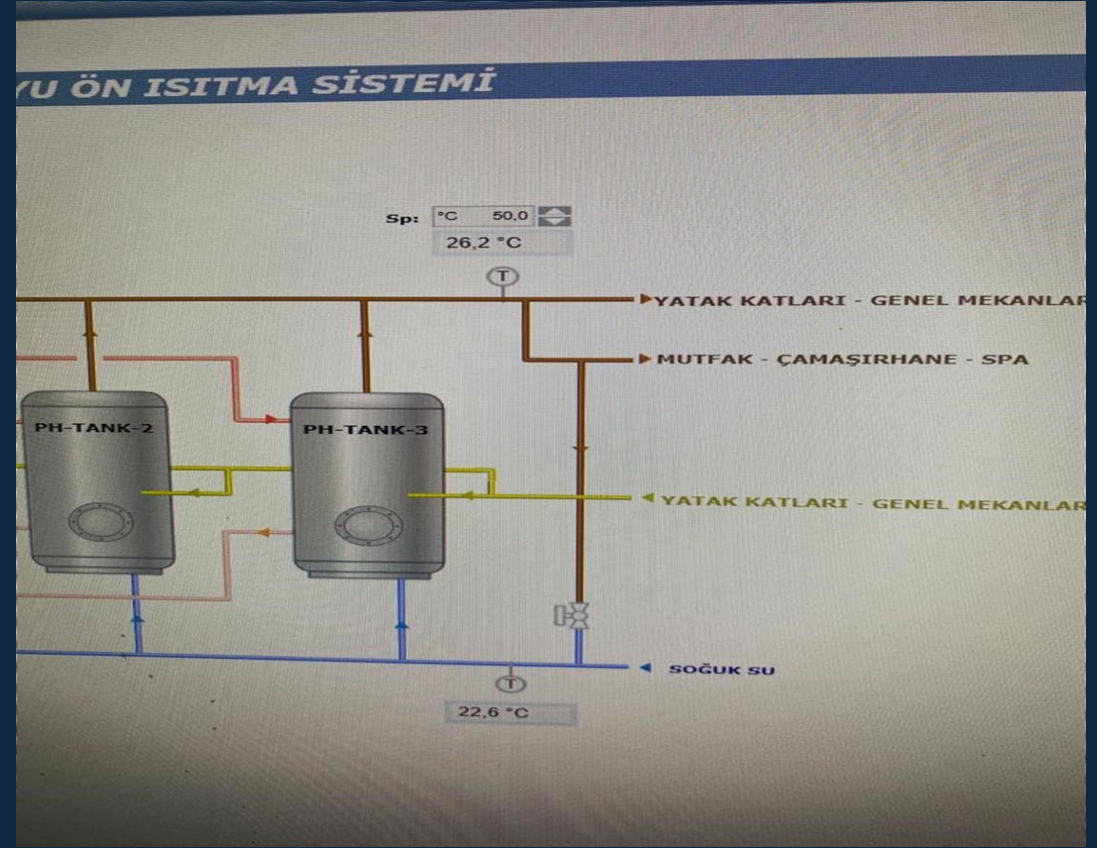 YU ÖN ISITMA SİSTEMİ
Sp: °C 50,0
26,2 °C
T
YATAK KATLARI - GENEL MEKANLAR
MUTFAK - ÇAMAŞIRHANE - SPA
PH-TANK-2
PH-TANK-3
YATAK KATLARI - GENEL MEKANLAR
SOĞUK SU
T
22,6 °C